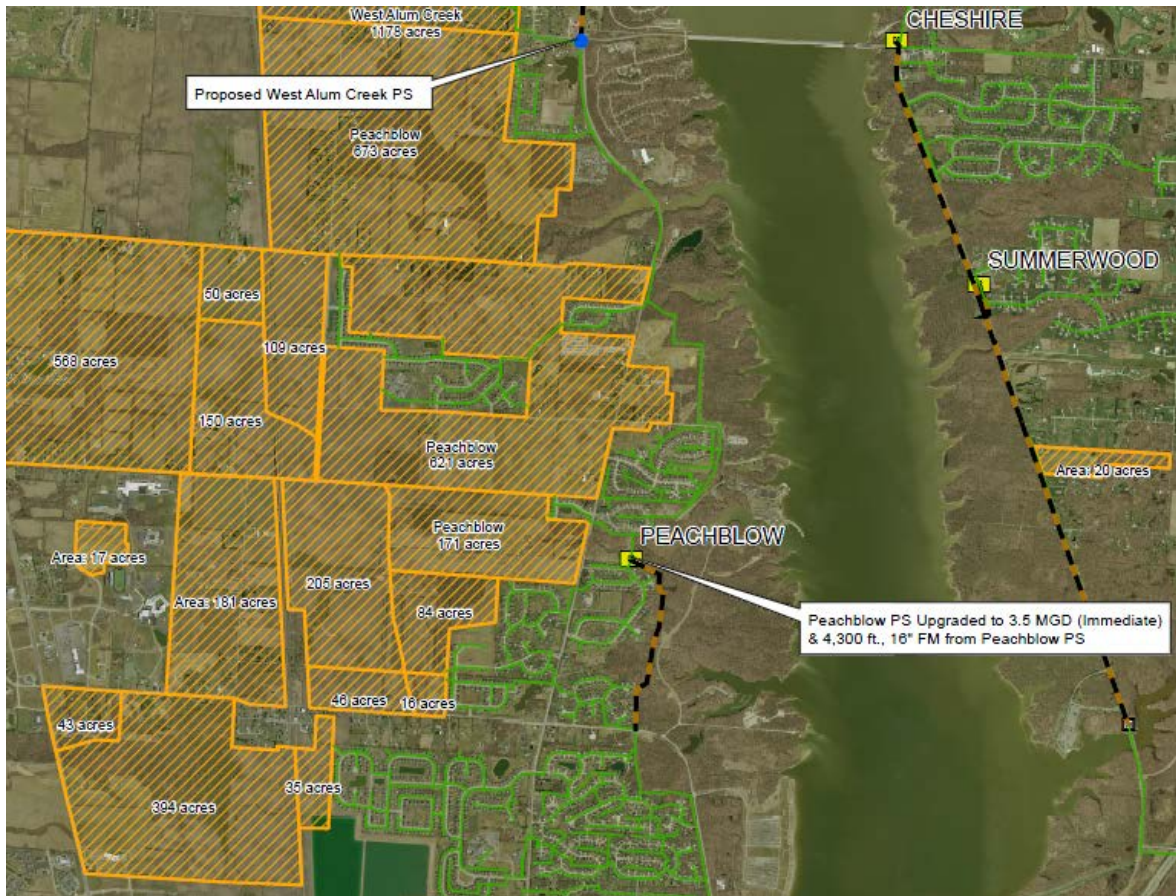 West Alum Creek
1178 acres
CHESHIRE
Proposed West Alum Creek PS
Peachblow
673 acres
SUMMERWOOD
50 acres
109 acres
568 acres
150 acres
Peachblow
621 acres
Area: 20 acres
Peachblow
171 acres
PEACHBLOW
Area: 17 acres
205 acres
Area: 181 acres
84 acres
Peachblow PS Upgraded to 3.5 MGD (Immediate)
& 4,300 ft., 16" FM from Peachblow PS
46 acres
16 acres
43 acres
35 acres
394 acres